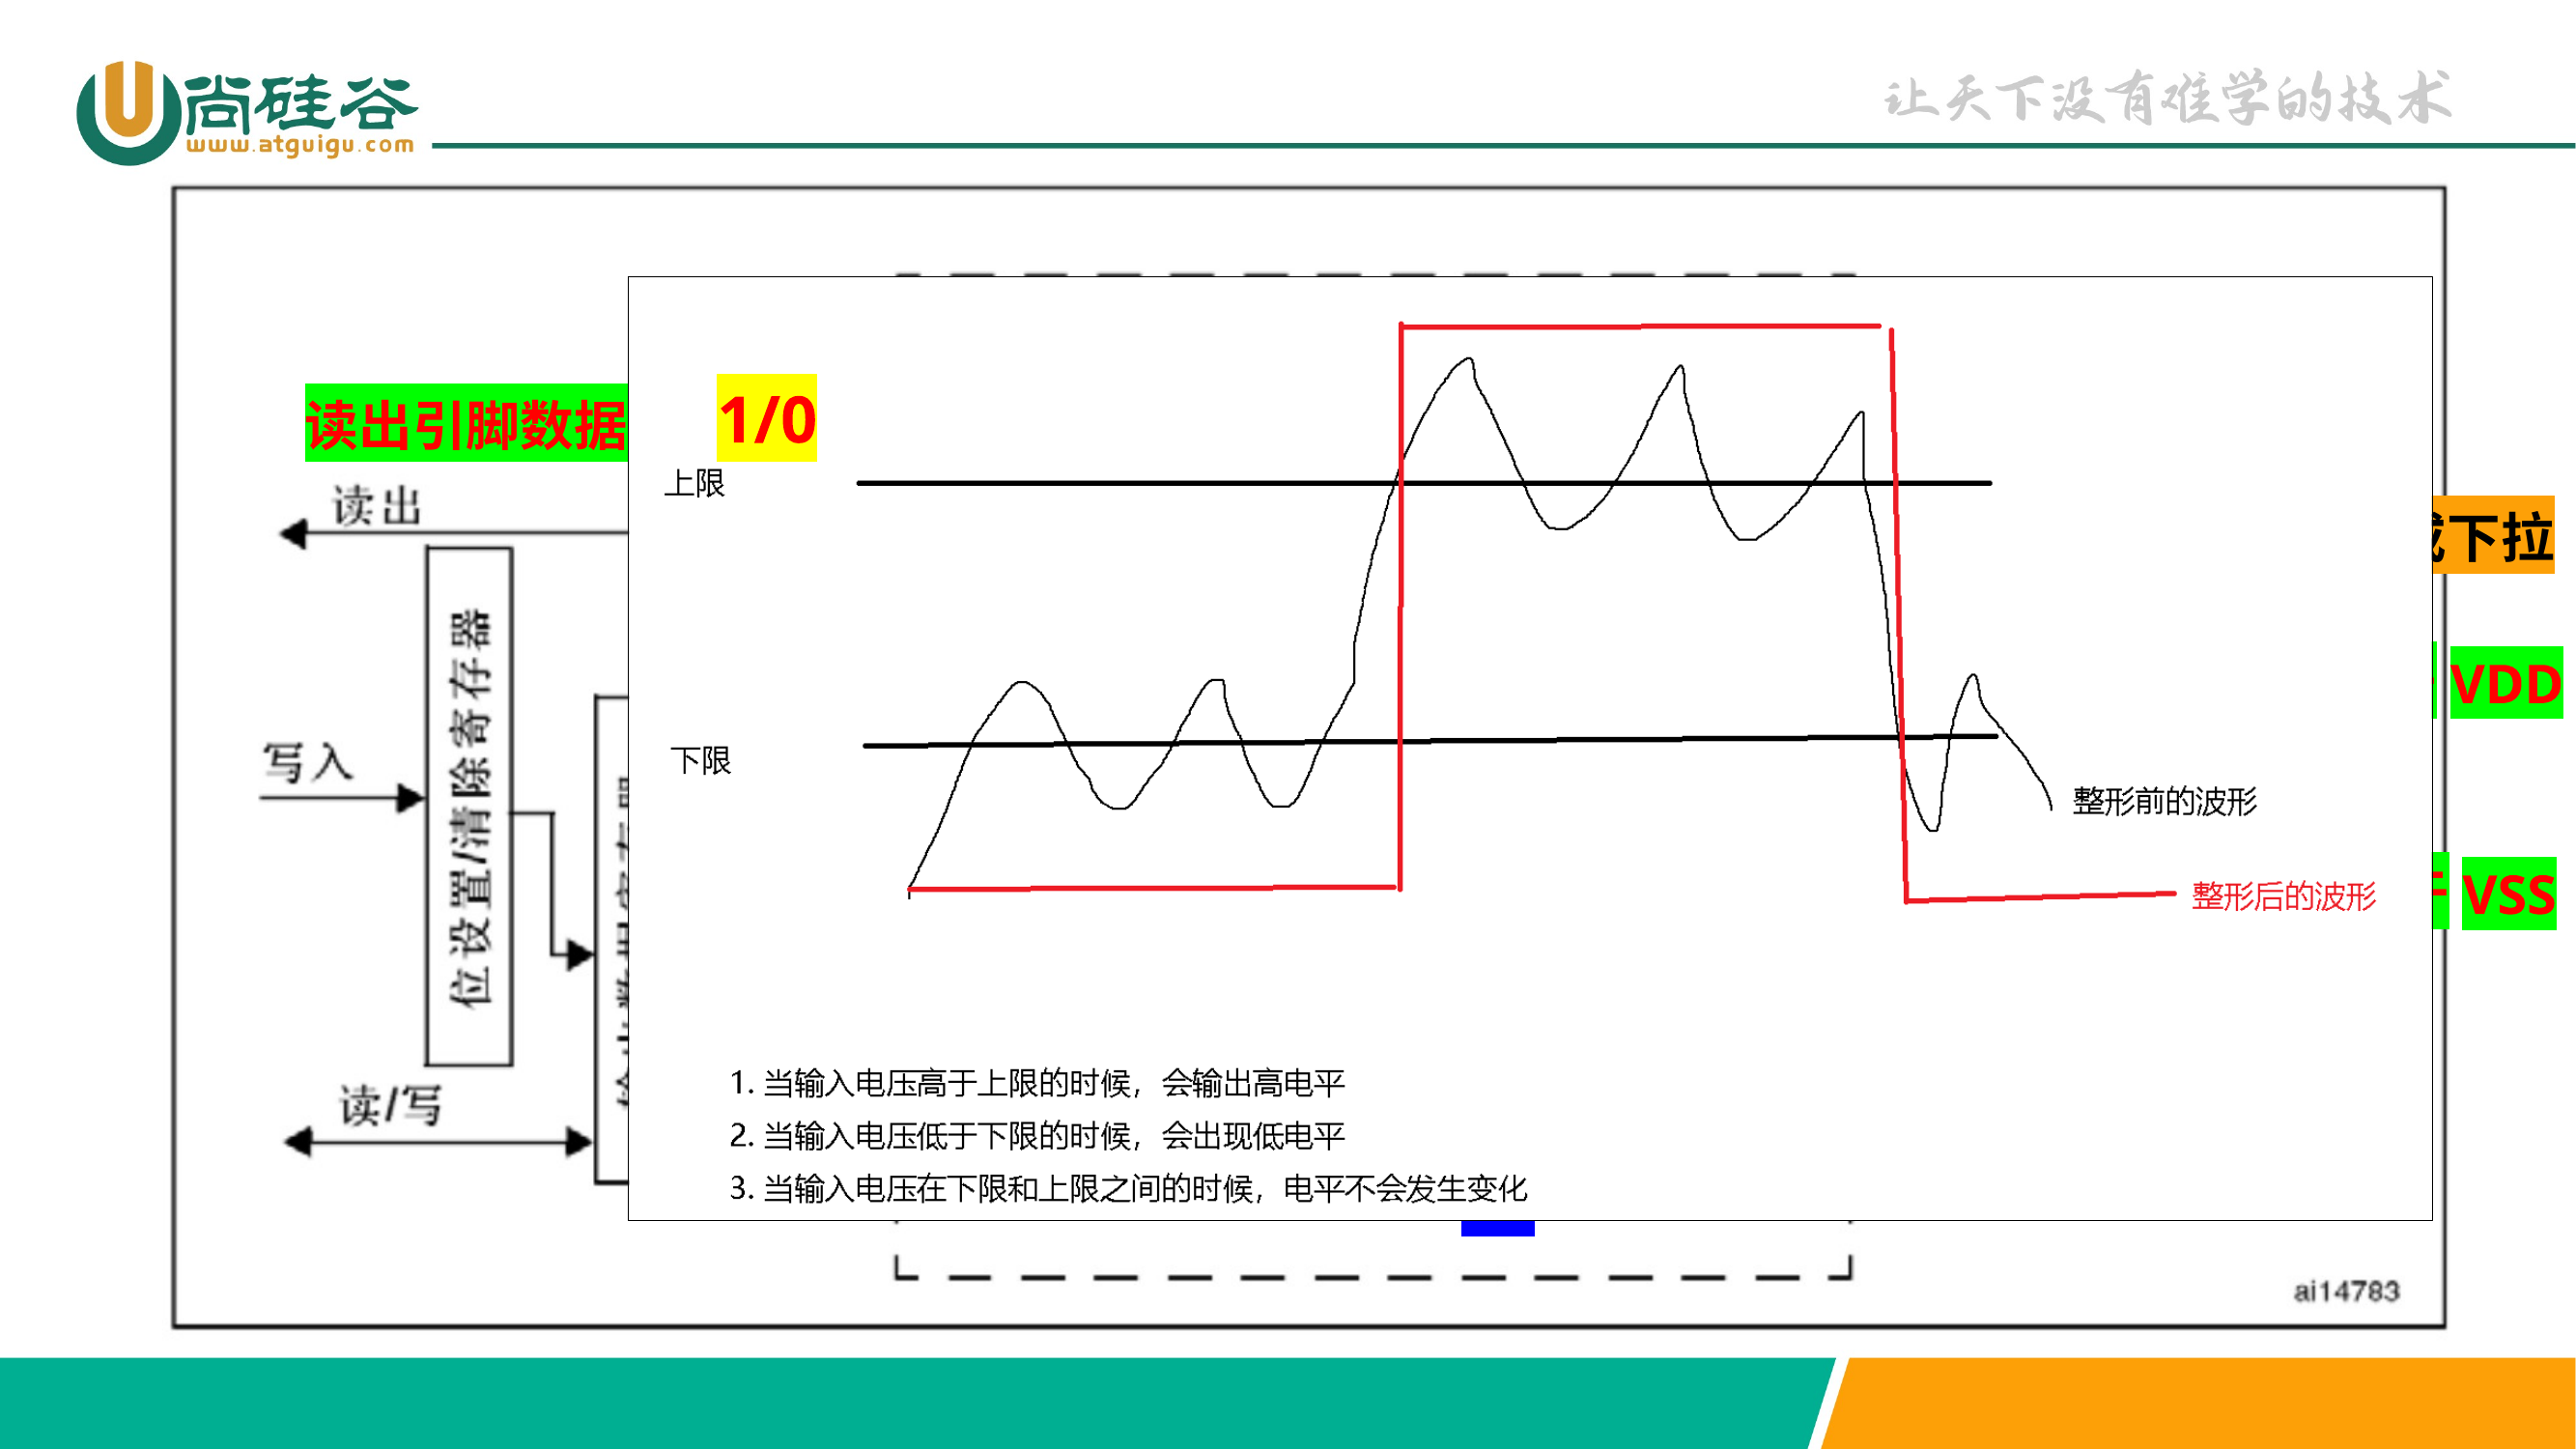 尚硅谷
www.atguigu.com
让天下没有难学的技术
读出引脚数据
1/0
上限
读出
下拉
VDD
写入
位设置/清除寄存器
下限
整形前的波形
整形后的波形
VSS
读/写
1. 当输入电压高于上限的时候，会输出高电平
2. 当输入电压低于下限的时候，会出现低电平
3. 当输入电压在下限和上限之间的时候，电平不会发生变化
ai14783